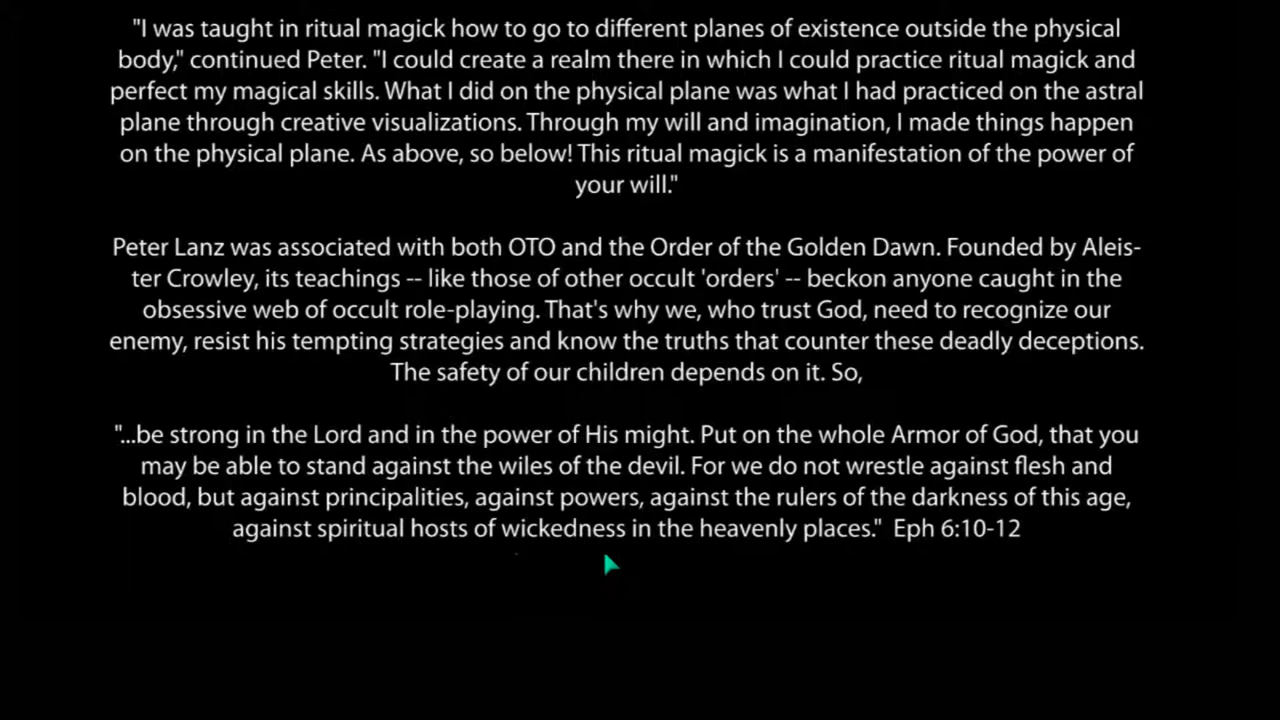 "I was taught in ritual magick how to go to different planes of existence outside the physical
body," continued Peter. "I could create a realm there in which I could practice ritual magick and
perfect my magical skills. What I did on the physical plane was what I had practiced on the astral
plane through creative visualizations. Through my will and imagination, I made things happen
on the physical plane. As above, so below! This ritual magick is a manifestation of the power of
your will."
Peter Lanz was associated with both OTO and the Order of the Golden Dawn. Founded by Aleis-
ter Crowley, its teachings -- like those of other occult 'orders' -- beckon anyone caught in the
obsessive web of occult role-playing. That's why we, who trust God, need to recognize our
enemy, resist his tempting strategies and know the truths that counter these deadly deceptions.
The safety of our children depends on it. So,
"...be strong in the Lord and in the power of His might. Put on the whole Armor of God, that you
may be able to stand against the wiles of the devil. For we do not wrestle against flesh and
blood, but against principalities, against powers, against the rulers of the darkness of this age,
against spiritual hosts of wickedness in the heavenly places."  Eph 6:10-12